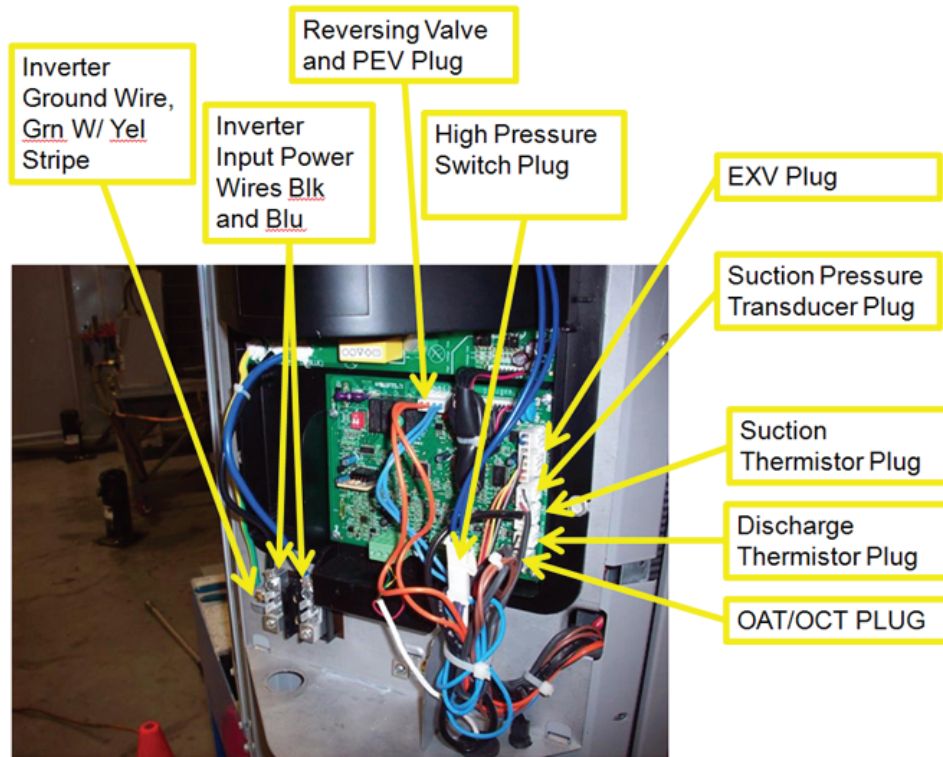 Reversing Valve
and PEV Plug
Inverter
Ground Wire,
Grn W/ Yel
Stripe
Inverter
Input Power
Wires Blk
and Blu
High Pressure
Switch Plug
EXV Plug
Suction Pressure
Transducer Plug
Suction
Thermistor Plug
Discharge
Thermistor Plug
OAT/OCT PLUG